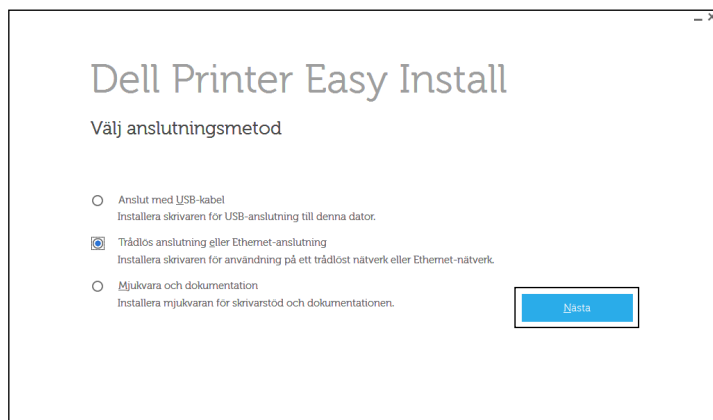 Dell Printer Easy Install
Välj anslutningsmetod
Anslut med USB-kabel
Installera skrivaren för USB-anslutning till denna dator.
Trådlös anslutning eller Ethernet-anslutning
Installera skrivaren för användning på ett trådlöst nätverk eller Ethernet-nätverk.
Mjukvara och dokumentation
Installera mjukvaran för skrivarstöd och dokumentationen.
Nästa